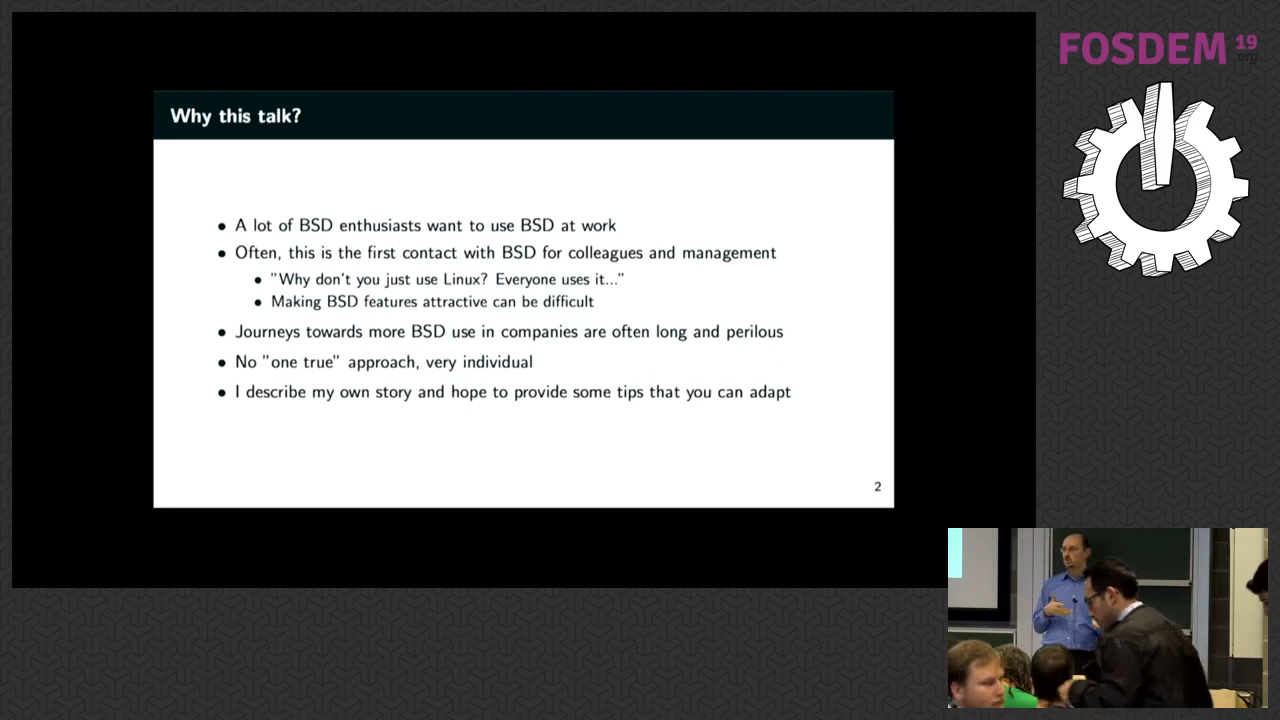 FOSDEM 19
.org
Why this talk?
• A lot of BSD enthusiasts want to use BSD at work
• Often, this is the first contact with BSD for colleagues and management
• "Why don't you just use Linux? Everyone uses it..."
• Making BSD features attractive can be difficult
• Journeys towards more BSD use in companies are often long and perilous
• No "one true" approach, very individual
• I describe my own story and hope to provide some tips that you can adapt
2